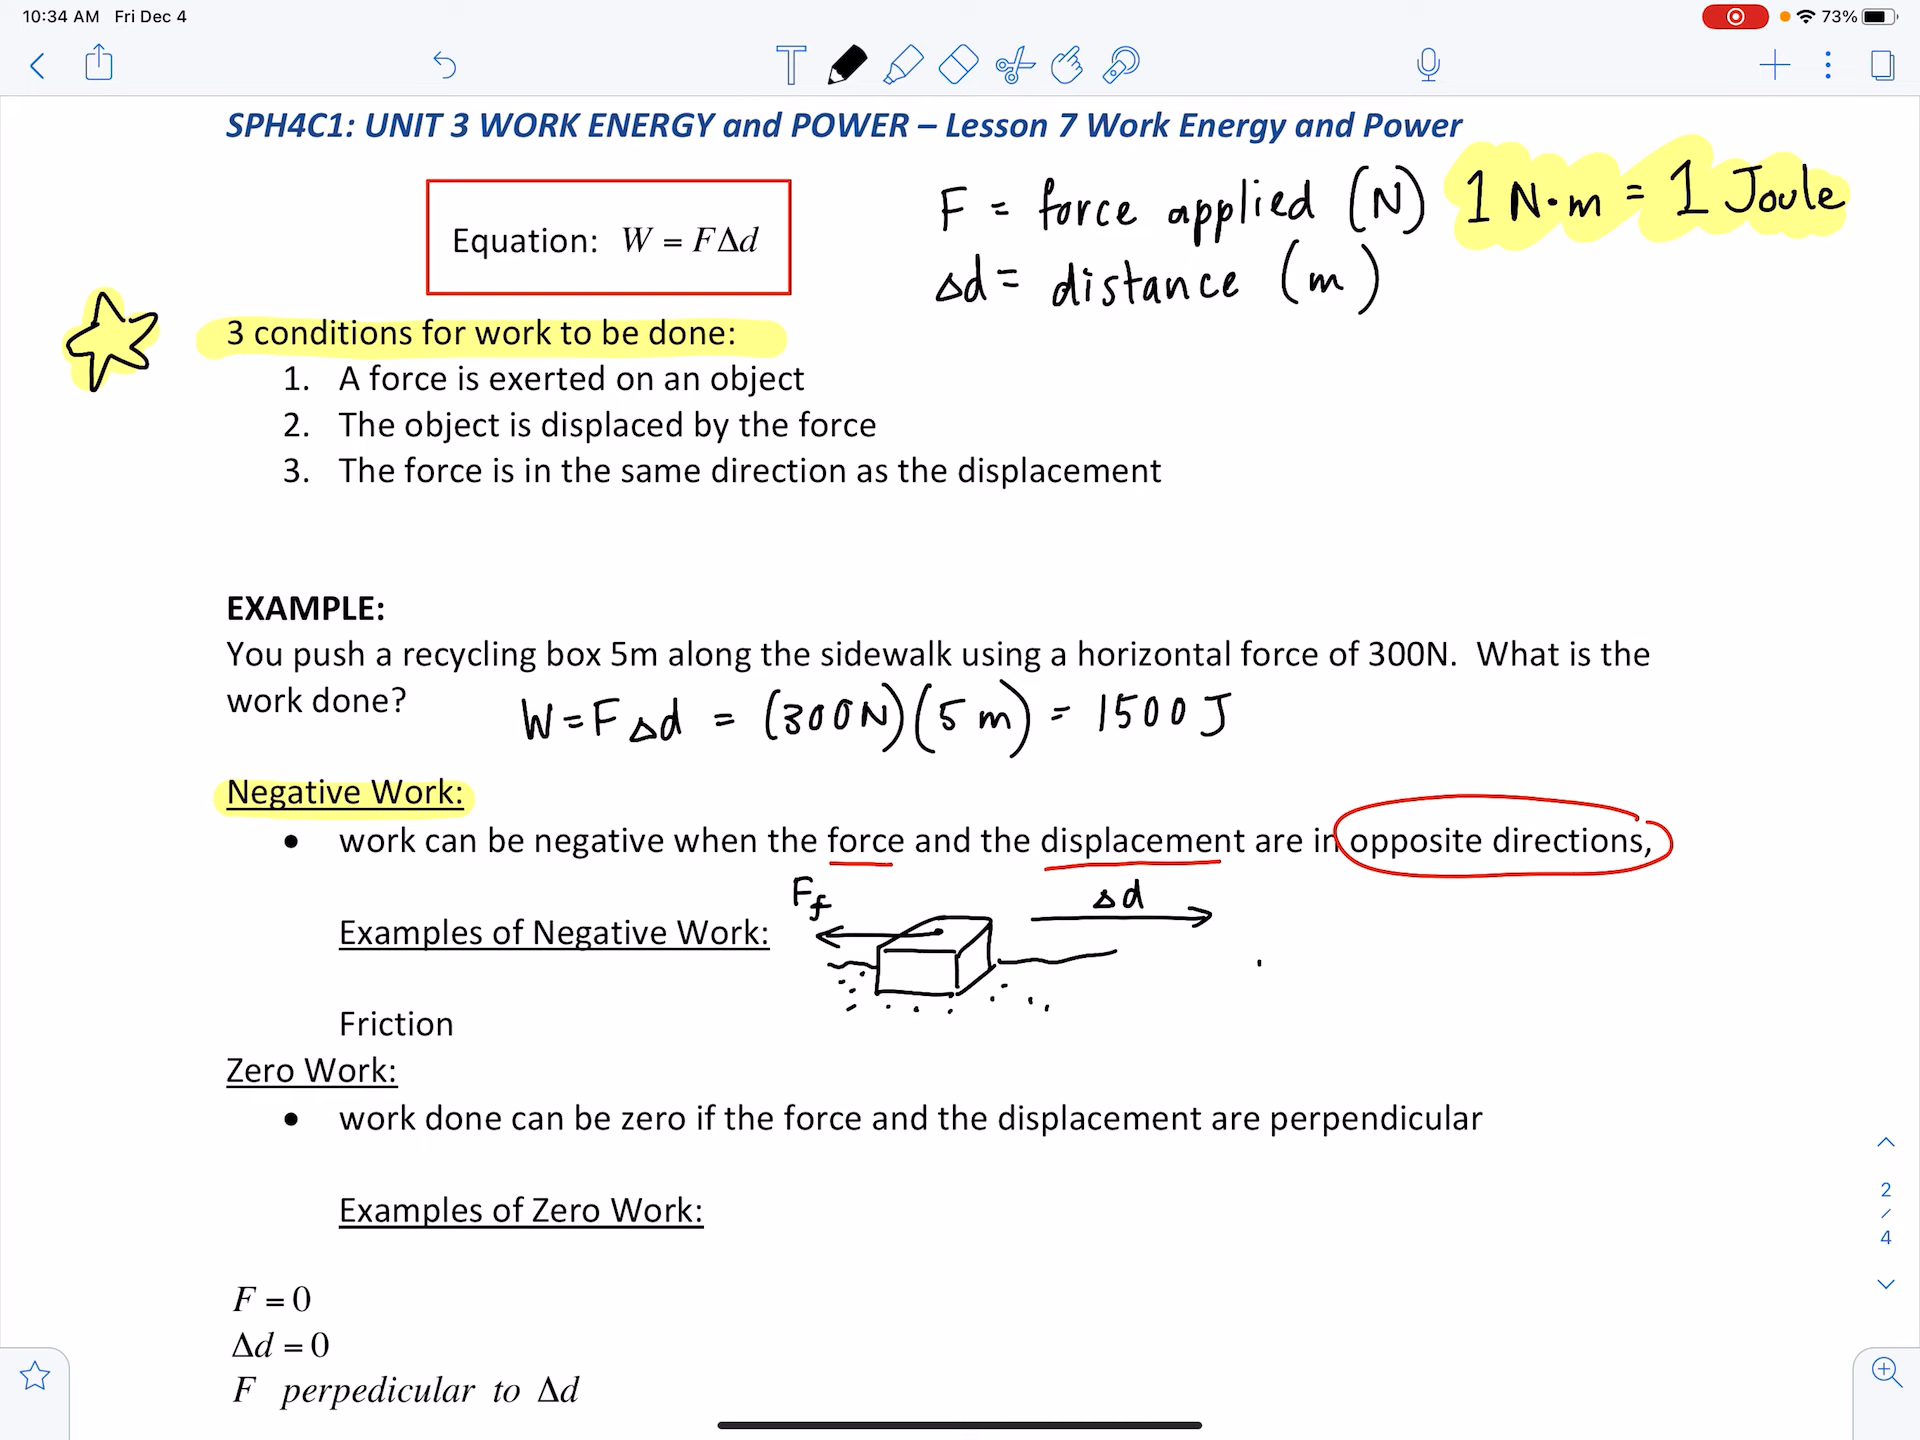 10:34 AM Fri Dec 4
73%
SPH4C1: UNIT 3 WORK ENERGY and POWER – Lesson 7 Work Energy and Power
F = force applied (N) 1 N·m = 1 Joule
Equation: W = FΔd
Δd = distance (m)
3 conditions for work to be done:
1. A force is exerted on an object
2. The object is displaced by the force
3. The force is in the same direction as the displacement
EXAMPLE:
You push a recycling box 5m along the sidewalk using a horizontal force of 300N. What is the
work done?
W = FΔd = (300N)(5 m) = 1500 J
Negative Work:
• work can be negative when the force and the displacement are in opposite directions,
Ff
Δd
Examples of Negative Work:
Friction
Zero Work:
• work done can be zero if the force and the displacement are perpendicular
Examples of Zero Work:
F = 0
Δd = 0
F perpedicular to Δd
2
/
4